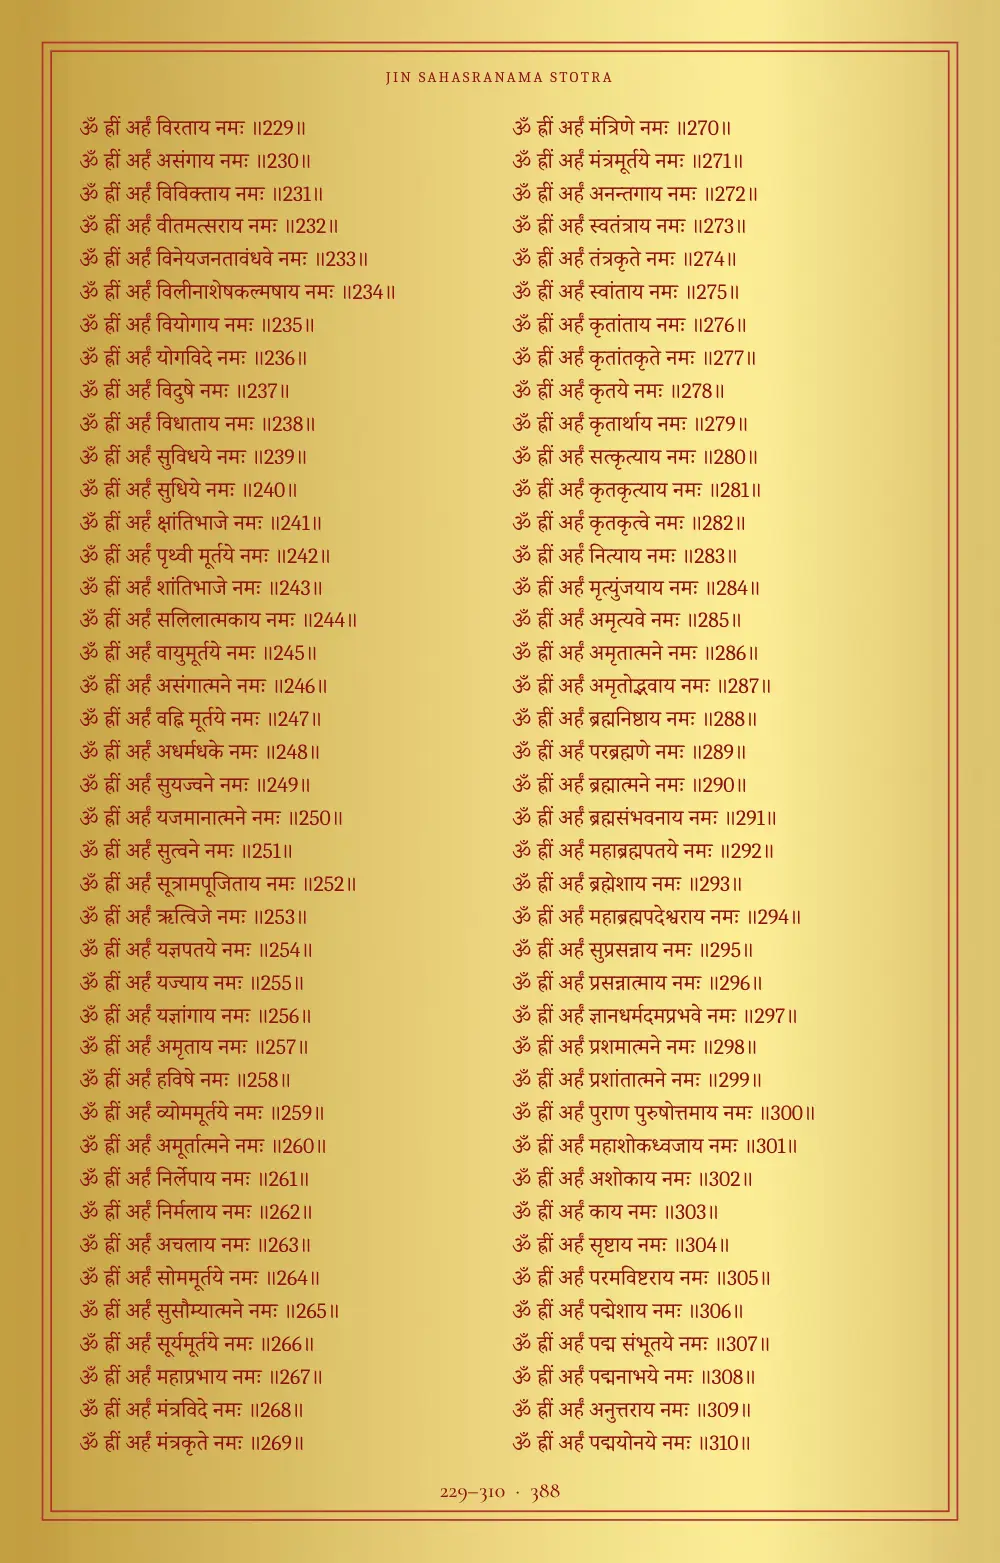 JIN SAHASRANAMA STOTRA
ॐ ह्रीं अर्हं विरताय नमः ॥229॥
ॐ ह्रीं अर्हं असंगाय नमः ॥230॥
ॐ ह्रीं अर्हं विविक्ताय नमः ॥231॥
ॐ ह्रीं अर्हं वीतमत्सराय नमः ॥232॥
ॐ ह्रीं अर्हं विनेयजनतावंधवे नमः ॥233॥
ॐ ह्रीं अर्हं विलीनाशेषकल्मषाय नमः ॥234॥
ॐ ह्रीं अर्हं वियोगाय नमः ॥235॥
ॐ ह्रीं अर्हं योगविदे नमः ॥236॥
ॐ ह्रीं अर्हं विदुषे नमः ॥237॥
ॐ ह्रीं अर्हं विधाताय नमः ॥238॥
ॐ ह्रीं अर्हं सुविधये नमः ॥239॥
ॐ ह्रीं अर्हं सुधिये नमः ॥240॥
ॐ ह्रीं अर्हं क्षांतिभाजे नमः ॥241॥
ॐ ह्रीं अर्हं पृथ्वी मूर्तये नमः ॥242॥
ॐ ह्रीं अर्हं शांतिभाजे नमः ॥243॥
ॐ ह्रीं अर्हं सलिलात्मकाय नमः ॥244॥
ॐ ह्रीं अर्हं वायुमूर्तये नमः ॥245॥
ॐ ह्रीं अर्हं असंगात्मने नमः ॥246॥
ॐ ह्रीं अर्हं वह्नि मूर्तये नमः ॥247॥
ॐ ह्रीं अर्हं अधर्मधके नमः ॥248॥
ॐ ह्रीं अर्हं सुयज्वने नमः ॥249॥
ॐ ह्रीं अर्हं यजमानात्मने नमः ॥250॥
ॐ ह्रीं अर्हं सुत्वने नमः ॥251॥
ॐ ह्रीं अर्हं सूत्रामपूजिताय नमः ॥252॥
ॐ ह्रीं अर्हं ऋत्विजे नमः ॥253॥
ॐ ह्रीं अर्हं यज्ञपतये नमः ॥254॥
ॐ ह्रीं अर्हं यज्याय नमः ॥255॥
ॐ ह्रीं अर्हं यज्ञांगाय नमः ॥256॥
ॐ ह्रीं अर्हं अमृताय नमः ॥257॥
ॐ ह्रीं अर्हं हविषे नमः ॥258॥
ॐ ह्रीं अर्हं व्योममूर्तये नमः ॥259॥
ॐ ह्रीं अर्हं अमूर्तात्मने नमः ॥260॥
ॐ ह्रीं अर्हं निर्लेपाय नमः ॥261॥
ॐ ह्रीं अर्हं निर्मलाय नमः ॥262॥
ॐ ह्रीं अर्हं अचलाय नमः ॥263॥
ॐ ह्रीं अर्हं सोममूर्तये नमः ॥264॥
ॐ ह्रीं अर्हं सुसौम्यात्मने नमः ॥265॥
ॐ ह्रीं अर्हं सूर्यमूर्तये नमः ॥266॥
ॐ ह्रीं अर्हं महाप्रभाय नमः ॥267॥
ॐ ह्रीं अर्हं मंत्रविदे नमः ॥268॥
ॐ ह्रीं अर्हं मंत्रकृते नमः ॥269॥
ॐ ह्रीं अर्हं मंत्रिणे नमः ॥270॥
ॐ ह्रीं अर्हं मंत्रमूर्तये नमः ॥271॥
ॐ ह्रीं अर्हं अनन्तगाय नमः ॥272॥
ॐ ह्रीं अर्हं स्वतंत्राय नमः ॥273॥
ॐ ह्रीं अर्हं तंत्रकृते नमः ॥274॥
ॐ ह्रीं अर्हं स्वांताय नमः ॥275॥
ॐ ह्रीं अर्हं कृतांताय नमः ॥276॥
ॐ ह्रीं अर्हं कृतांतकृते नमः ॥277॥
ॐ ह्रीं अर्हं कृतये नमः ॥278॥
ॐ ह्रीं अर्हं कृतार्थाय नमः ॥279॥
ॐ ह्रीं अर्हं सत्कृत्याय नमः ॥280॥
ॐ ह्रीं अर्हं कृतकृत्याय नमः ॥281॥
ॐ ह्रीं अर्हं कृतकृत्वे नमः ॥282॥
ॐ ह्रीं अर्हं नित्याय नमः ॥283॥
ॐ ह्रीं अर्हं मृत्युंजयाय नमः ॥284॥
ॐ ह्रीं अर्हं अमृत्यवे नमः ॥285॥
ॐ ह्रीं अर्हं अमृतात्मने नमः ॥286॥
ॐ ह्रीं अर्हं अमृतोद्भवाय नमः ॥287॥
ॐ ह्रीं अर्हं ब्रह्मनिष्ठाय नमः ॥288॥
ॐ ह्रीं अर्हं परब्रह्मणे नमः ॥289॥
ॐ ह्रीं अर्हं ब्रह्मात्मने नमः ॥290॥
ॐ ह्रीं अर्हं ब्रह्मसंभवनाय नमः ॥291॥
ॐ ह्रीं अर्हं महाब्रह्मपतये नमः ॥292॥
ॐ ह्रीं अर्हं ब्रह्मेशाय नमः ॥293॥
ॐ ह्रीं अर्हं महाब्रह्मपदेश्वराय नमः ॥294॥
ॐ ह्रीं अर्हं सुप्रसन्नाय नमः ॥295॥
ॐ ह्रीं अर्हं प्रसन्नात्माय नमः ॥296॥
ॐ ह्रीं अर्हं ज्ञानधर्मदमप्रभवे नमः ॥297॥
ॐ ह्रीं अर्हं प्रशमात्मने नमः ॥298॥
ॐ ह्रीं अर्हं प्रशांतात्मने नमः ॥299॥
ॐ ह्रीं अर्हं पुराण पुरुषोत्तमाय नमः ॥300॥
ॐ ह्रीं अर्हं महाशोकध्वजाय नमः ॥301॥
ॐ ह्रीं अर्हं अशोकाय नमः ॥302॥
ॐ ह्रीं अर्हं काय नमः ॥303॥
ॐ ह्रीं अर्हं सृष्टाय नमः ॥304॥
ॐ ह्रीं अर्हं परमविष्टराय नमः ॥305॥
ॐ ह्रीं अर्हं पद्मेशाय नमः ॥306॥
ॐ ह्रीं अर्हं पद्म संभूतये नमः ॥307॥
ॐ ह्रीं अर्हं पद्मनाभये नमः ॥308॥
ॐ ह्रीं अर्हं अनुत्तराय नमः ॥309॥
ॐ ह्रीं अर्हं पद्मयोनये नमः ॥310॥
229–310 · 388